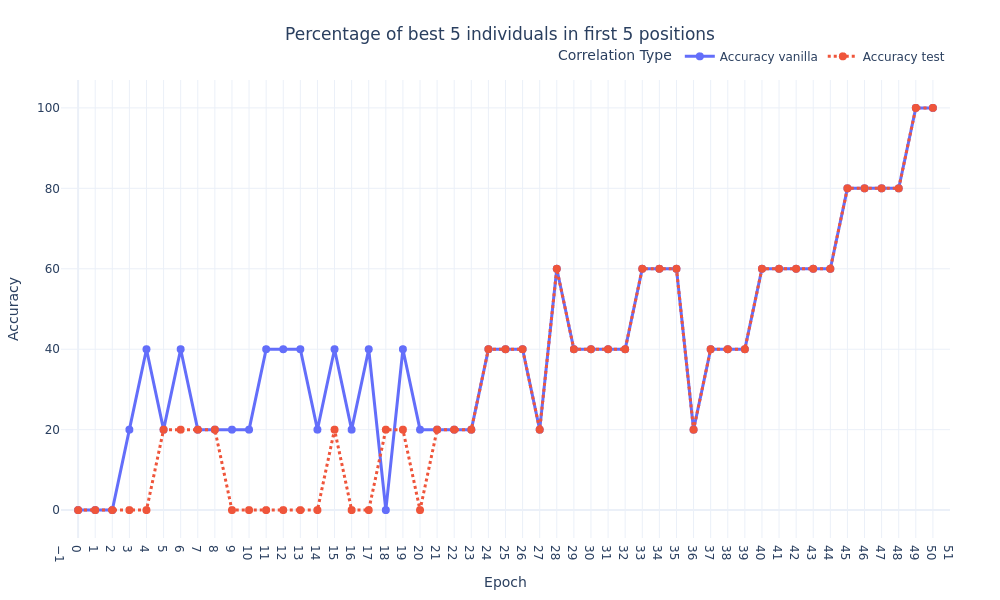 Percentage of best 5 individuals in first 5 positions
Correlation Type Accuracy vanilla Accuracy test
100
80
60
40
20
0
Accuracy
−1 0 1 2 3 4 5 6 7 8 9 10 11 12 13 14 15 16 17 18 19 20 21 22 23 24 25 26 27 28 29 30 31 32 33 34 35 36 37 38 39 40 41 42 43 44 45 46 47 48 49 50 51
Epoch